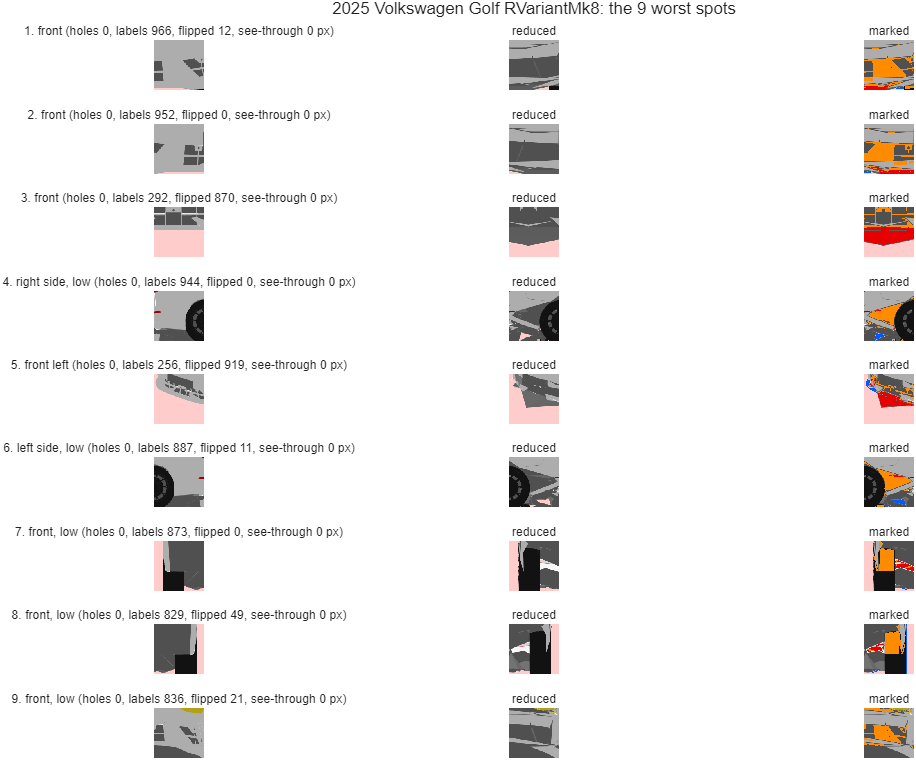 2025 Volkswagen Golf RVariantMk8: the 9 worst spots
1. front (holes 0, labels 966, flipped 12, see-through 0 px) reduced marked
2. front (holes 0, labels 952, flipped 0, see-through 0 px) reduced marked
3. front (holes 0, labels 292, flipped 870, see-through 0 px) reduced marked
4. right side, low (holes 0, labels 944, flipped 0, see-through 0 px) reduced marked
5. front left (holes 0, labels 256, flipped 919, see-through 0 px) reduced marked
6. left side, low (holes 0, labels 887, flipped 11, see-through 0 px) reduced marked
7. front, low (holes 0, labels 873, flipped 0, see-through 0 px) reduced marked
8. front, low (holes 0, labels 829, flipped 49, see-through 0 px) reduced marked
9. front, low (holes 0, labels 836, flipped 21, see-through 0 px) reduced marked